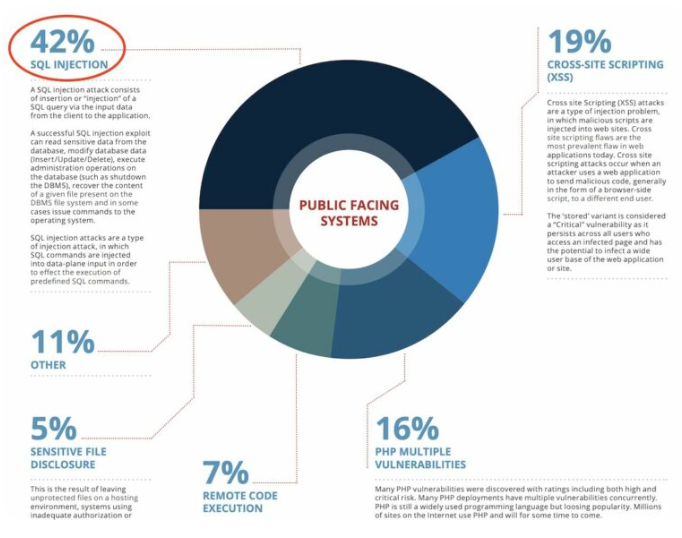 42%
SQL INJECTION
A SQL injection attack consists
of insertion or "injection" of a
SQL query via the input data
from the client to the application.
A successful SQL injection exploit
can read sensitive data from the
database, modify database data
(Insert/Update/Delete), execute
administration operations on
the database (such as shutdown
the DBMS), recover the content
of a given file present on the
DBMS file system and in some
cases issue commands to the
operating system.
SQL injection attacks are a type
of injection attack, in which
SQL commands are injected
into data-plane input in order
to effect the execution of
predefined SQL commands.
11%
OTHER
5%
SENSITIVE FILE
DISCLOSURE
This is the result of leaving
unprotected files on a hosting
environment, systems using
inadequate authorization or
7%
REMOTE CODE
EXECUTION
PUBLIC FACING
SYSTEMS
16%
PHP MULTIPLE
VULNERABILITIES
Many PHP vulnerabilities were discovered with ratings including both high and
critical risk. Many PHP deployments have multiple vulnerabilities concurrently.
PHP is still a widely used programming language but loosing popularity. Millions
of sites on the Internet use PHP and will for some time to come.
19%
CROSS-SITE SCRIPTING
(XSS)
Cross site Scripting (XSS) attacks
are a type of injection problem,
in which malicious scripts are
injected into web sites. Cross
site scripting flaws are the
most prevalent flaw in web
applications today. Cross site
scripting attacks occur when an
attacker uses a web application
to send malicious code, generally
in the form of a browser-side
script, to a different end user.
The 'stored' variant is considered
a "Critical" vulnerability as it
persists across all users who
access an infected page and has
the potential to infect a wide
user base of the web application
or site.